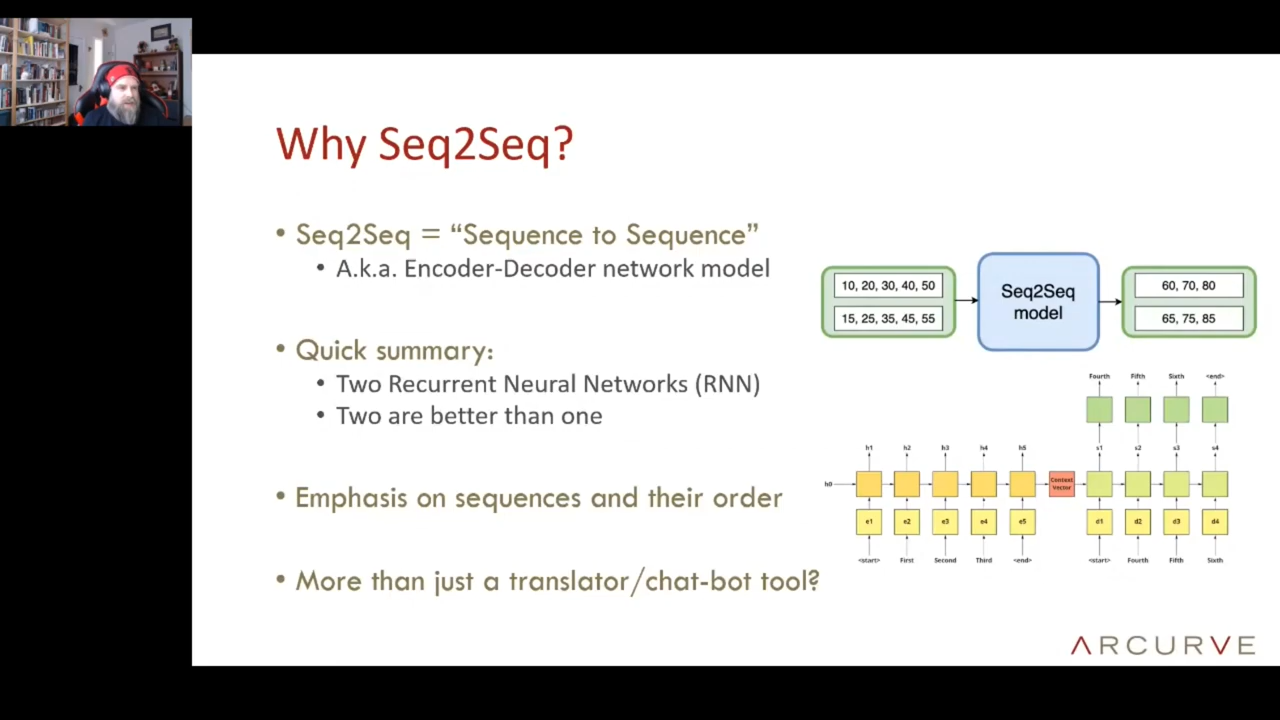 Why Seq2Seq?
• Seq2Seq = “Sequence to Sequence”
• A.k.a. Encoder-Decoder network model
• Quick summary:
• Two Recurrent Neural Networks (RNN)
• Two are better than one
• Emphasis on sequences and their order
• More than just a translator/chat-bot tool?
10, 20, 30, 40, 50
15, 25, 35, 45, 55
Seq2Seq
model
60, 70, 80
65, 75, 85
Fourth Fifth Sixth <end>
h1 h2 h3 h4 h5 s1 s2 s3 s4
h0 Context
Vector
e1 e2 e3 e4 e5 d1 d2 d3 d4
<start> First Second Third <end> <start> Fourth Fifth Sixth
ARCURVE